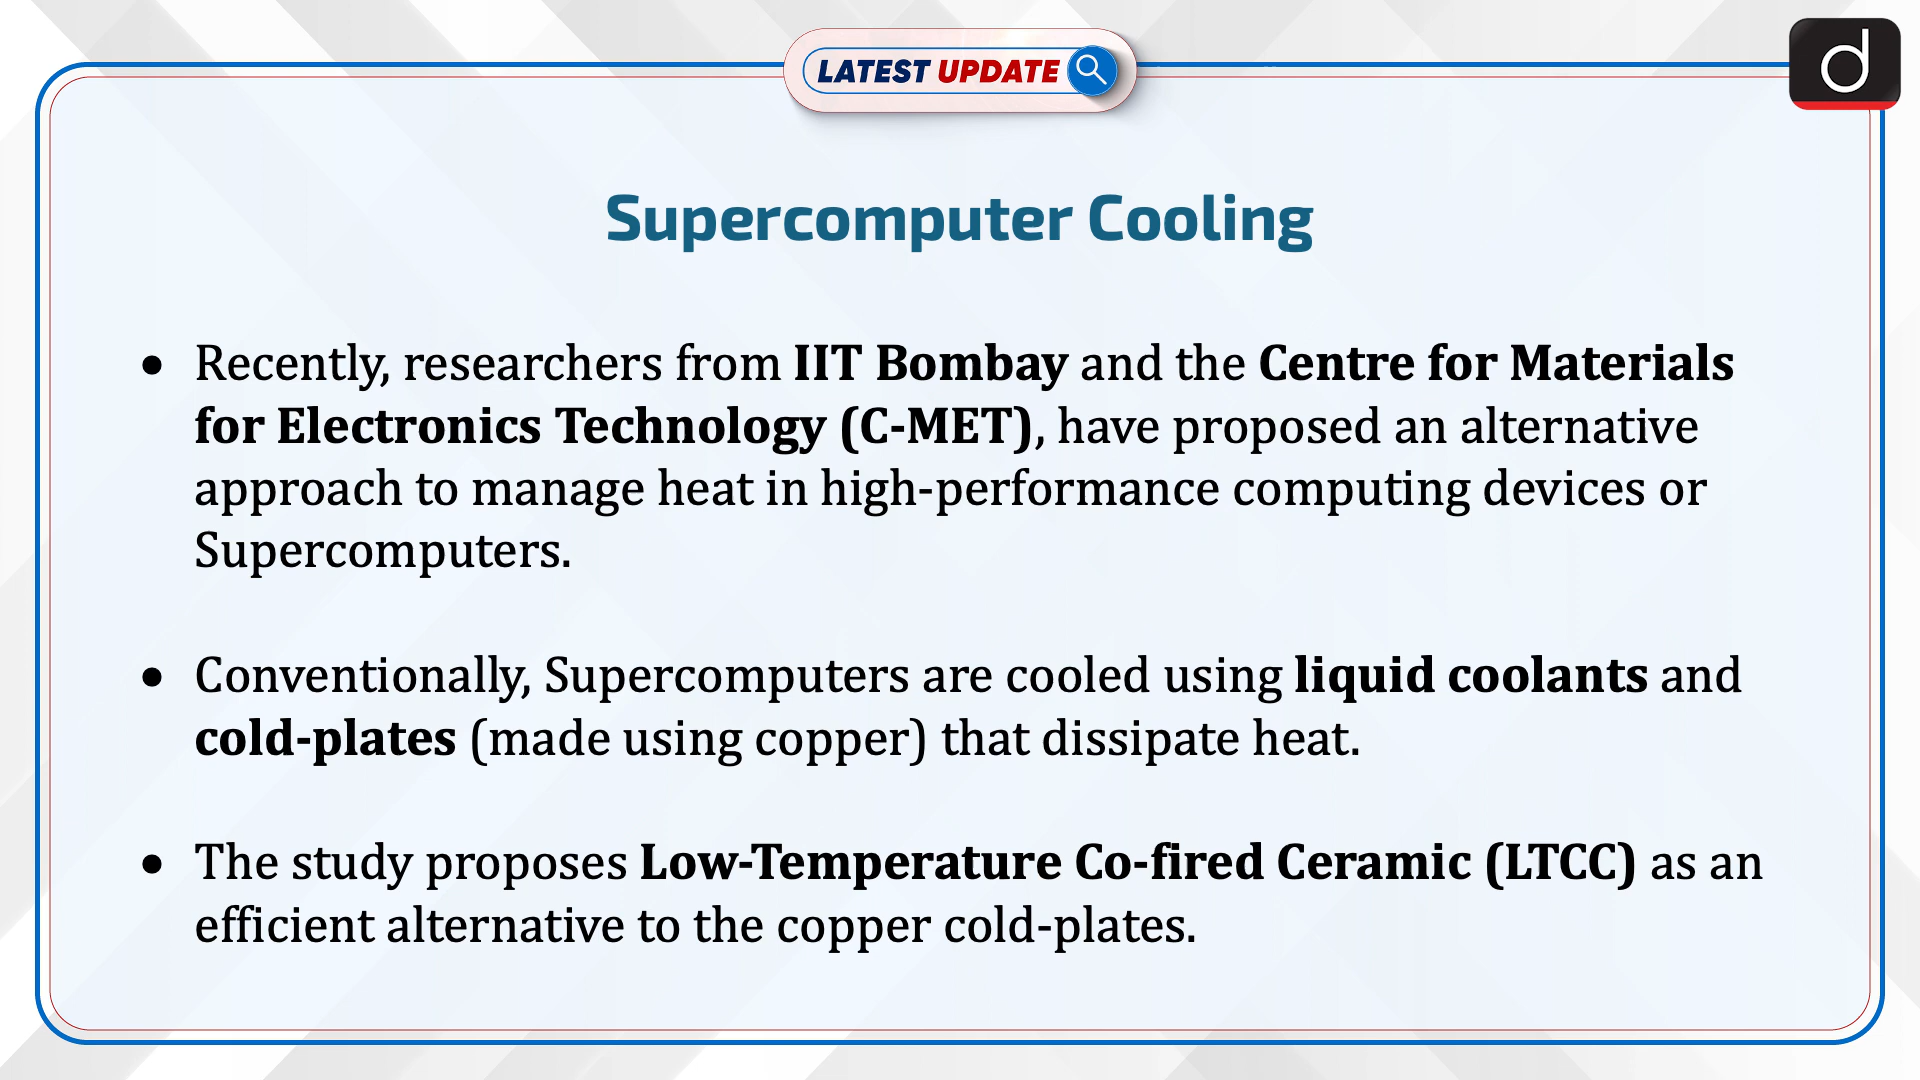 LATEST UPDATE
d
Supercomputer Cooling
• Recently, researchers from IIT Bombay and the Centre for Materials
for Electronics Technology (C-MET), have proposed an alternative
approach to manage heat in high-performance computing devices or
Supercomputers.
• Conventionally, Supercomputers are cooled using liquid coolants and
cold-plates (made using copper) that dissipate heat.
• The study proposes Low-Temperature Co-fired Ceramic (LTCC) as an
efficient alternative to the copper cold-plates.